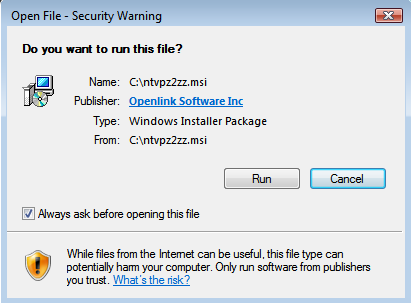 Open File - Security Warning
Do you want to run this file?
Name: C:\ntvpz2zz.msi
Publisher: Openlink Software Inc
Type: Windows Installer Package
From: C:\ntvpz2zz.msi
Run Cancel
Always ask before opening this file
While files from the Internet can be useful, this file type can
potentially harm your computer. Only run software from publishers
you trust. What's the risk?